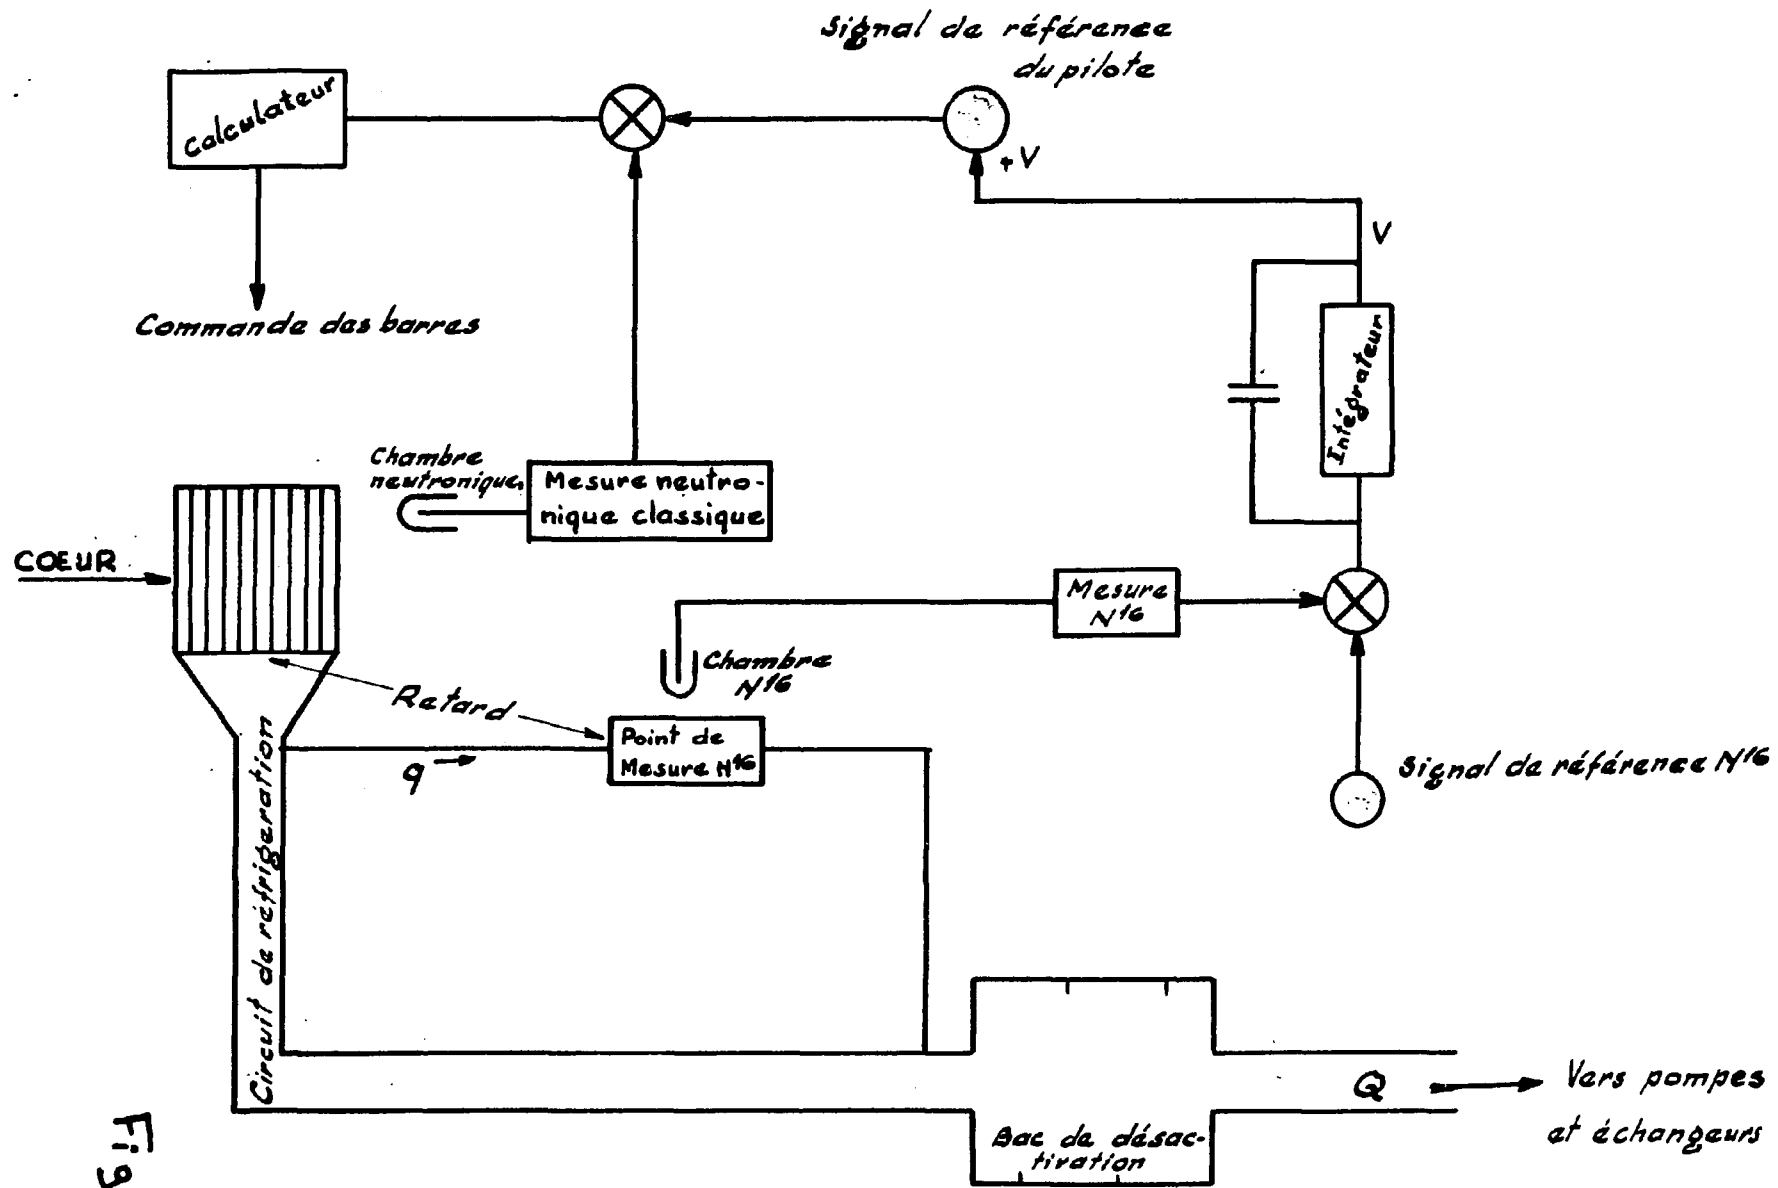 Signal de référence
du pilote
Calculateur
+V
V
Commande des barres
Intégrateur
Chambre
neutronique.
Mesure neutro-
nique classique
COEUR
Mesure
N16
Chambre
N16
Retard
Point de
Mesure N16
q
Signal de référence N16
Circuit de réfrigeration
Q
Vers pompes
et échangeurs
Bac de désac-
tivation
Fig